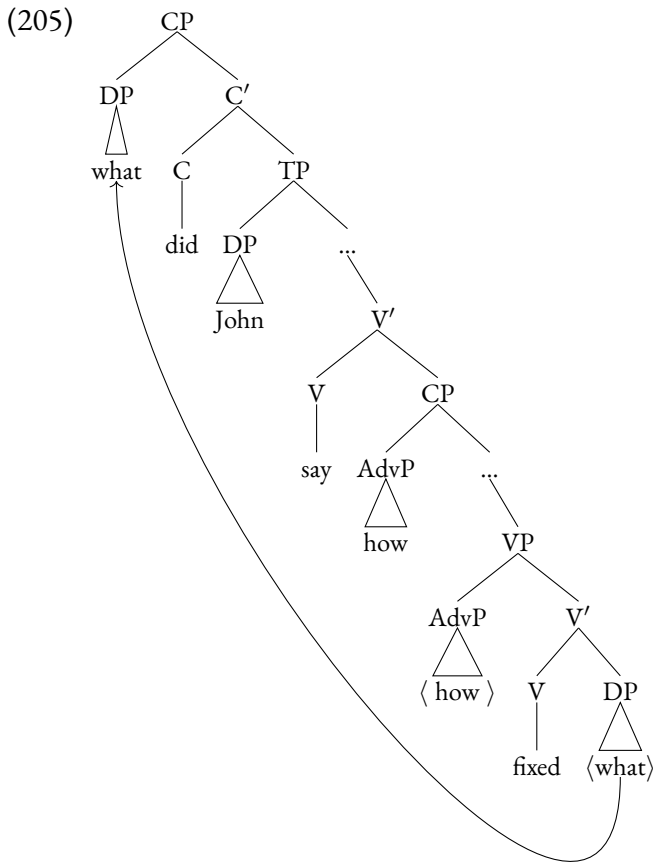 (205) CP
DP C′
what C TP
did DP ...
John V′
V CP
say AdvP ...
how VP
AdvP V′
⟨ how ⟩ V DP
fixed ⟨what⟩